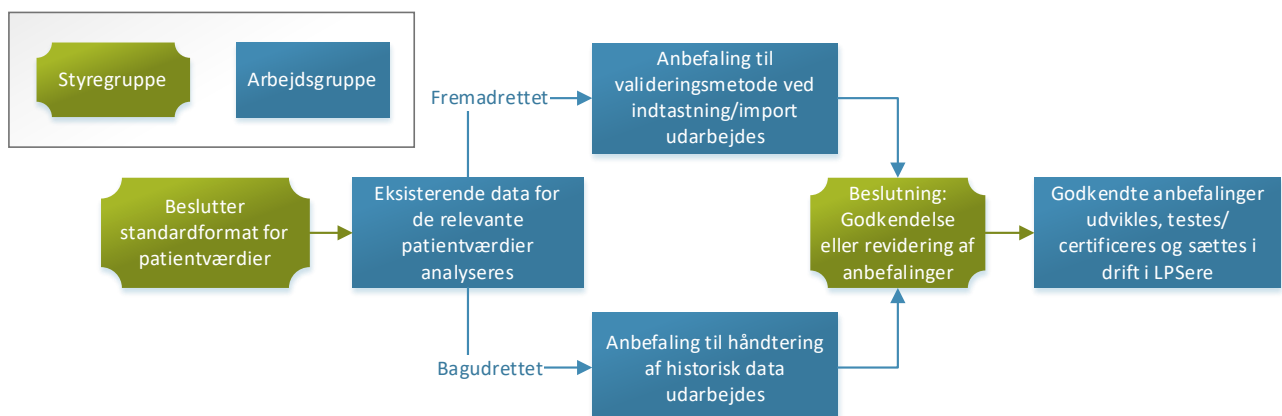 Styregruppe
Arbejdsgruppe
Fremadrettet
Anbefaling til
valideringsmetode ved
indtastning/import
udarbejdes
Beslutter
standardformat for
patientværdier
Eksisterende data for
de relevante
patientværdier
analyseres
Beslutning:
Godkendelse
eller revidering af
anbefalinger
Godkendte anbefalinger
udvikles, testes/
certificeres og sættes i
drift i LPSere
Bagudrettet
Anbefaling til håndtering
af historisk data
udarbejdes